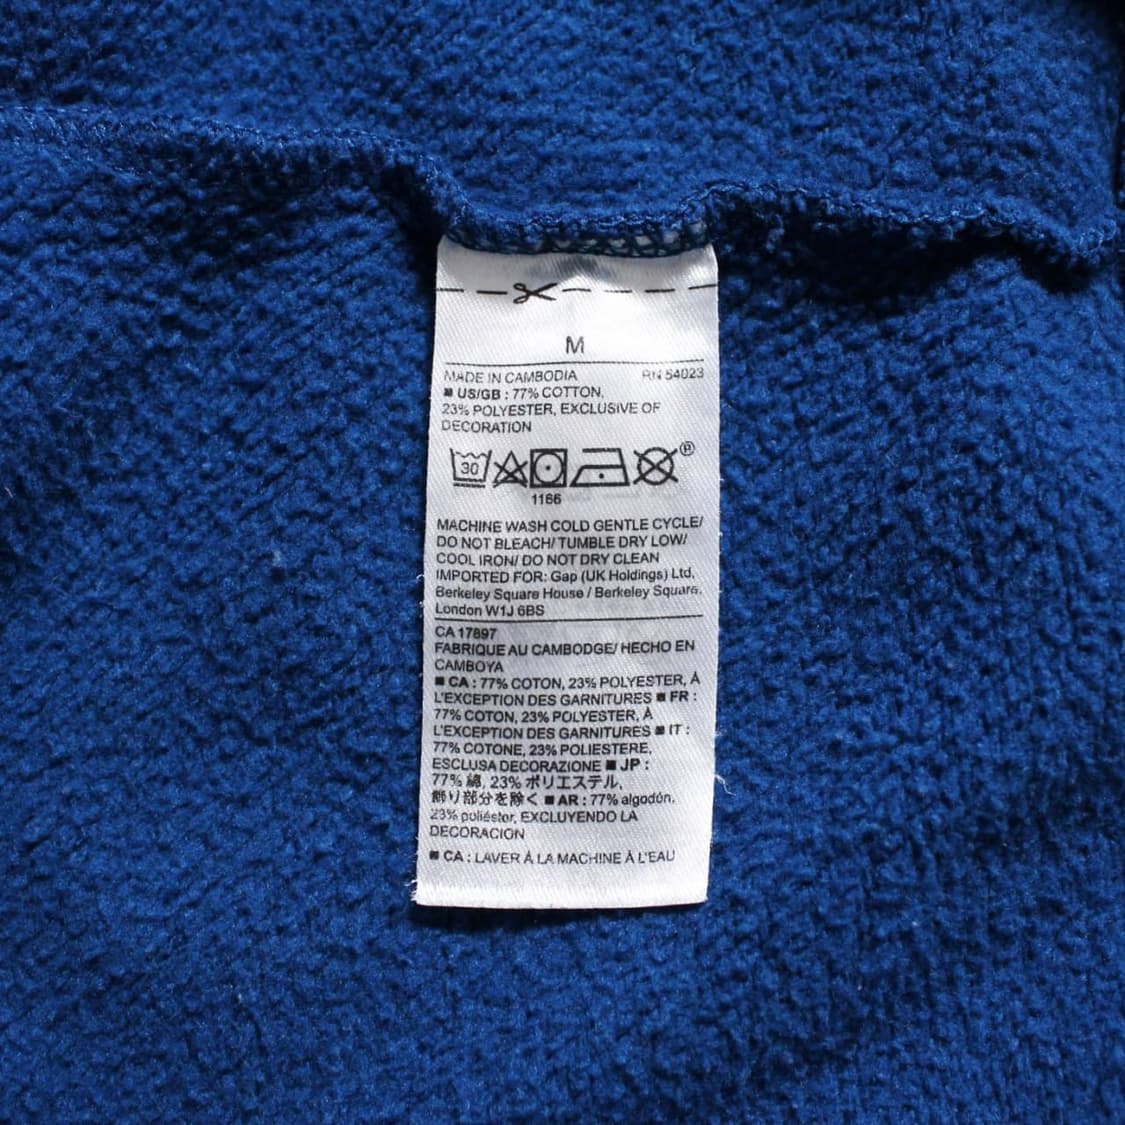 M
MADE IN CAMBODIA RN 54023
■ US/GB : 77% COTTON,
23% POLYESTER, EXCLUSIVE OF
DECORATION
30
®
1166
MACHINE WASH COLD GENTLE CYCLE/
DO NOT BLEACH/ TUMBLE DRY LOW/
COOL IRON/ DO NOT DRY CLEAN
IMPORTED FOR: Gap (UK Holdings) Ltd,
Berkeley Square House / Berkeley Square,
London W1J 6BS
CA 17897
FABRIQUE AU CAMBODGE/ HECHO EN
CAMBOYA
■ CA : 77% COTON, 23% POLYESTER, À
L'EXCEPTION DES GARNITURES ■ FR :
77% COTON, 23% POLYESTER, À
L'EXCEPTION DES GARNITURES ■ IT :
77% COTONE, 23% POLIESTERE,
ESCLUSA DECORAZIONE ■ JP :
77% 綿, 23% ポリエステル,
飾り部分を除く ■ AR : 77% algodón,
23% poliéster, EXCLUYENDO LA
DECORACION
■ CA : LAVER À LA MACHINE À L'EAU